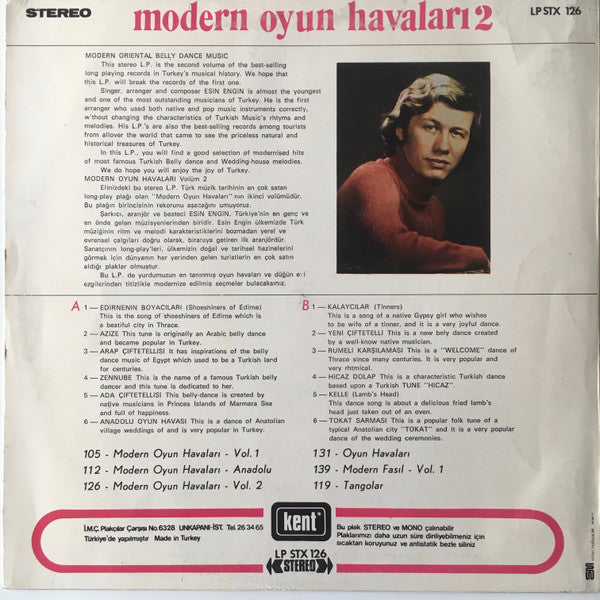 STEREO
modern oyun havaları 2
LP STX 126
MODERN ORIENTAL BELLY DANCE MUSIC
This stereo L.P. is the second volume of the best-selling
long playing records in Turkey's musical history. We hope that
this L.P. will break the records of the first one.
Singer, arranger and composer ESİN ENGİN is almost the youngest
and one of the most outstanding musicians of Turkey. He is the first
arranger who used both native and pop music instruments correctly,
without changing the characteristics of Turkish Music's rhtyms and
melodies. His L.P.'s are also the best-selling records among tourists
from allover the world that came to see the priceless natural and
historical treasures of Turkey.
In this L.P., you will find a good selection of modernised hits
of most famous Turkish Belly dance and Wedding-house melodies.
We do hope you will enjoy the joy of Turkey.
MODERN OYUN HAVALARI Volüm 2
Elinizdeki bu stereo L.P. Türk müzik tarihinin en çok satan
long-play plağı olan "Modern Oyun Havaları" nın ikinci volümüdür.
Bu plağın birincisinin rekorunu aşacağını umuyoruz.
Şarkıcı, aranjör ve besteci ESİN ENGİN, Türkiye'nin en genç ve
en önde gelen müzisyenlerinden biridir. Esin Engin ülkemizde Türk
müziğinin ritm ve melodi karakteristiklerini bozmadan yerel ve
evrensel çalgıları doğru olarak, biraraya getiren ilk aranjördür.
Sanatçının long-play'leri, ülkemizin doğal ve tarihsel hazinelerini
görmek için dünyanın her yerinden gelen turistlerin en çok satın
aldığı plaklar olmuştur.
Bu L.P. de yurdumuzun en tanınmış oyun havaları ve düğün evi
ezgilerinden titizlikle modernize edilmiş seçmeler bulacaksınız.
A
1 — EDIRNENIN BOYACILARI (Shoeshiners of Edirne)
This is the song of shoeshiners of Edirne which is
a beatiful city in Thrace.
2 — AZIZE This tune is originally an Arabic belly dance
and became popular in Turkey.
3 — ARAP ÇIFTETELLISI It has inspirations of the belly
dance music of Egypt which used to be a Turkish land
for centuries.
4 — ZENNUBE This is the name of a famous Turkish belly
dancer and this tune is dedicated to her.
5 — ADA ÇIFTETELLISI This belly-dance is created by
native musicians in Princes Islands of Marmara Sea
and full of happiness.
6 — ANADOLU OYUN HAVASI This is a dance of Anatolian
village weddings of and is very popular in Turkey.
B
1 — KALAYCILAR (Tinners)
This is a song of a native Gypsy girl who wishes
to be wife of a tinner, and it is a very joyful dance.
2 — YENI ÇIFTETELLI This is a new belly dance created
by a well-know native musician.
3 — RUMELI KARŞILAMASI This is a "WELCOME" dance of
Thrace since many centuries. It is very popular and
very rhtmical.
4 — HICAZ DOLAP This is a characteristic Turkish dance
based upon a Turkish TUNE "HICAZ".
5 — KELLE (Lamb's Head)
This dance song is about a delicious fried lamb's
head just taken out of an oven.
6 — TOKAT SARMASI This is a popular folk tune of a
typical Anatolian city "TOKAT" and it is a very popular
dance of the wedding ceremonies.
105 - Modern Oyun Havaları - Vol. 1
112 - Modern Oyun Havaları - Anadolu
126 - Modern Oyun Havaları - Vol. 2
131 - Oyun Havaları
139 - Modern Fasıl - Vol. 1
119 - Tangolar
İ.M.Ç. Plakçılar Çarşısı No. 6328 UNKAPANI-İST. Tel. 26 34 65
Türkiye'de yapılmıştır Made in Turkey
kent
LP STX 126
STEREO
Bu plak STEREO ve MONO çalınabilir
Plaklarımızı daha uzun süre dinliyebilmeniz için
sıcaktan koruyunuz ve antistatik bezle siliniz